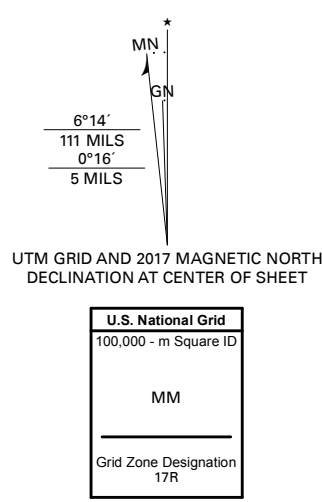 ★
MN
GN
6°14´
111 MILS
0°16´
5 MILS
UTM GRID AND 2017 MAGNETIC NORTH
DECLINATION AT CENTER OF SHEET
U.S. National Grid
100,000 - m Square ID
MM
Grid Zone Designation
17R